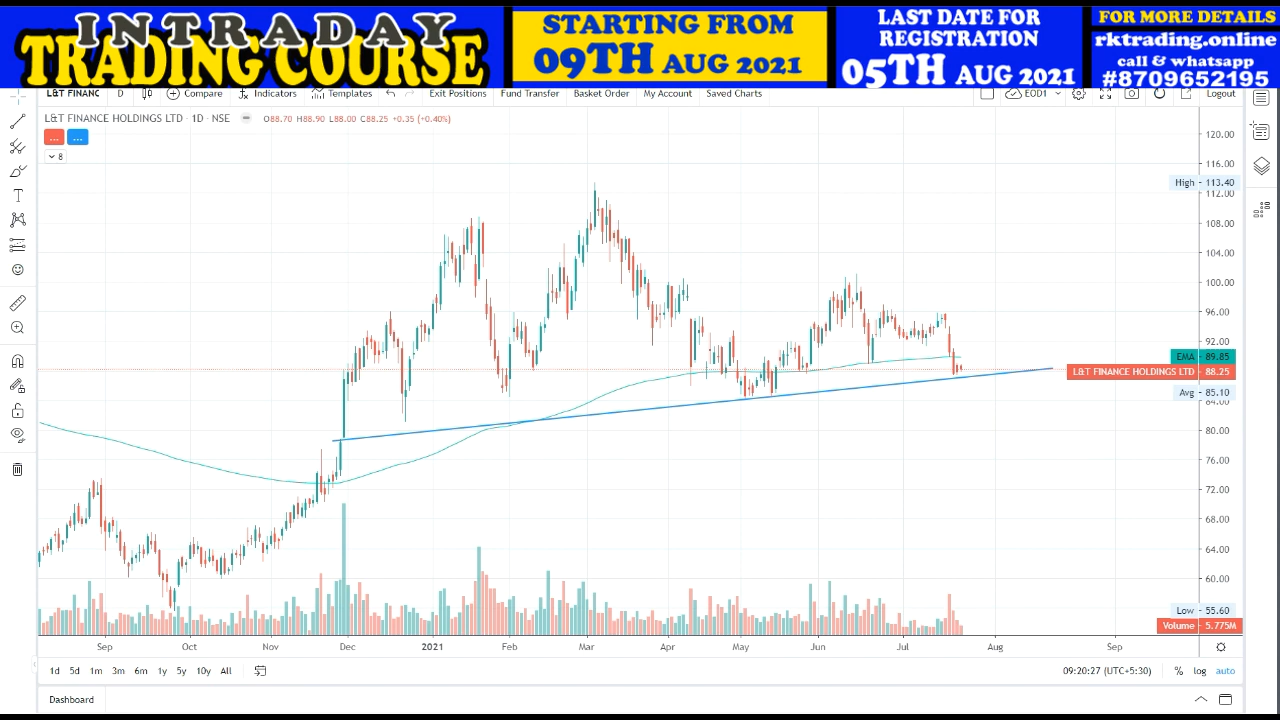 INTRADAY
TRADING COURSE
STARTING FROM
09TH AUG 2021
LAST DATE FOR
REGISTRATION
05TH AUG 2021
FOR MORE DETAILS
rktrading.online
call & whatsapp
#8709652195
L&T FINANC D Compare Indicators Templates Exit Positions Fund Transfer Basket Order My Account Saved Charts EOD1 Logout
L&T FINANCE HOLDINGS LTD · 1D · NSE O88.70 H88.90 L88.00 C88.25 +0.35 (+0.40%)
... ...
8
120.00
116.00
High 113.40
112.00
108.00
104.00
100.00
96.00
92.00
EMA 89.85
L&T FINANCE HOLDINGS LTD 88.25
Avg 85.10
84.00
80.00
76.00
72.00
68.00
64.00
60.00
Low 55.60
Volume 5.775M
Sep Oct Nov Dec 2021 Feb Mar Apr May Jun Jul Aug Sep
1d 5d 1m 3m 6m 1y 5y 10y All 09:20:27 (UTC+5:30) % log auto
Dashboard